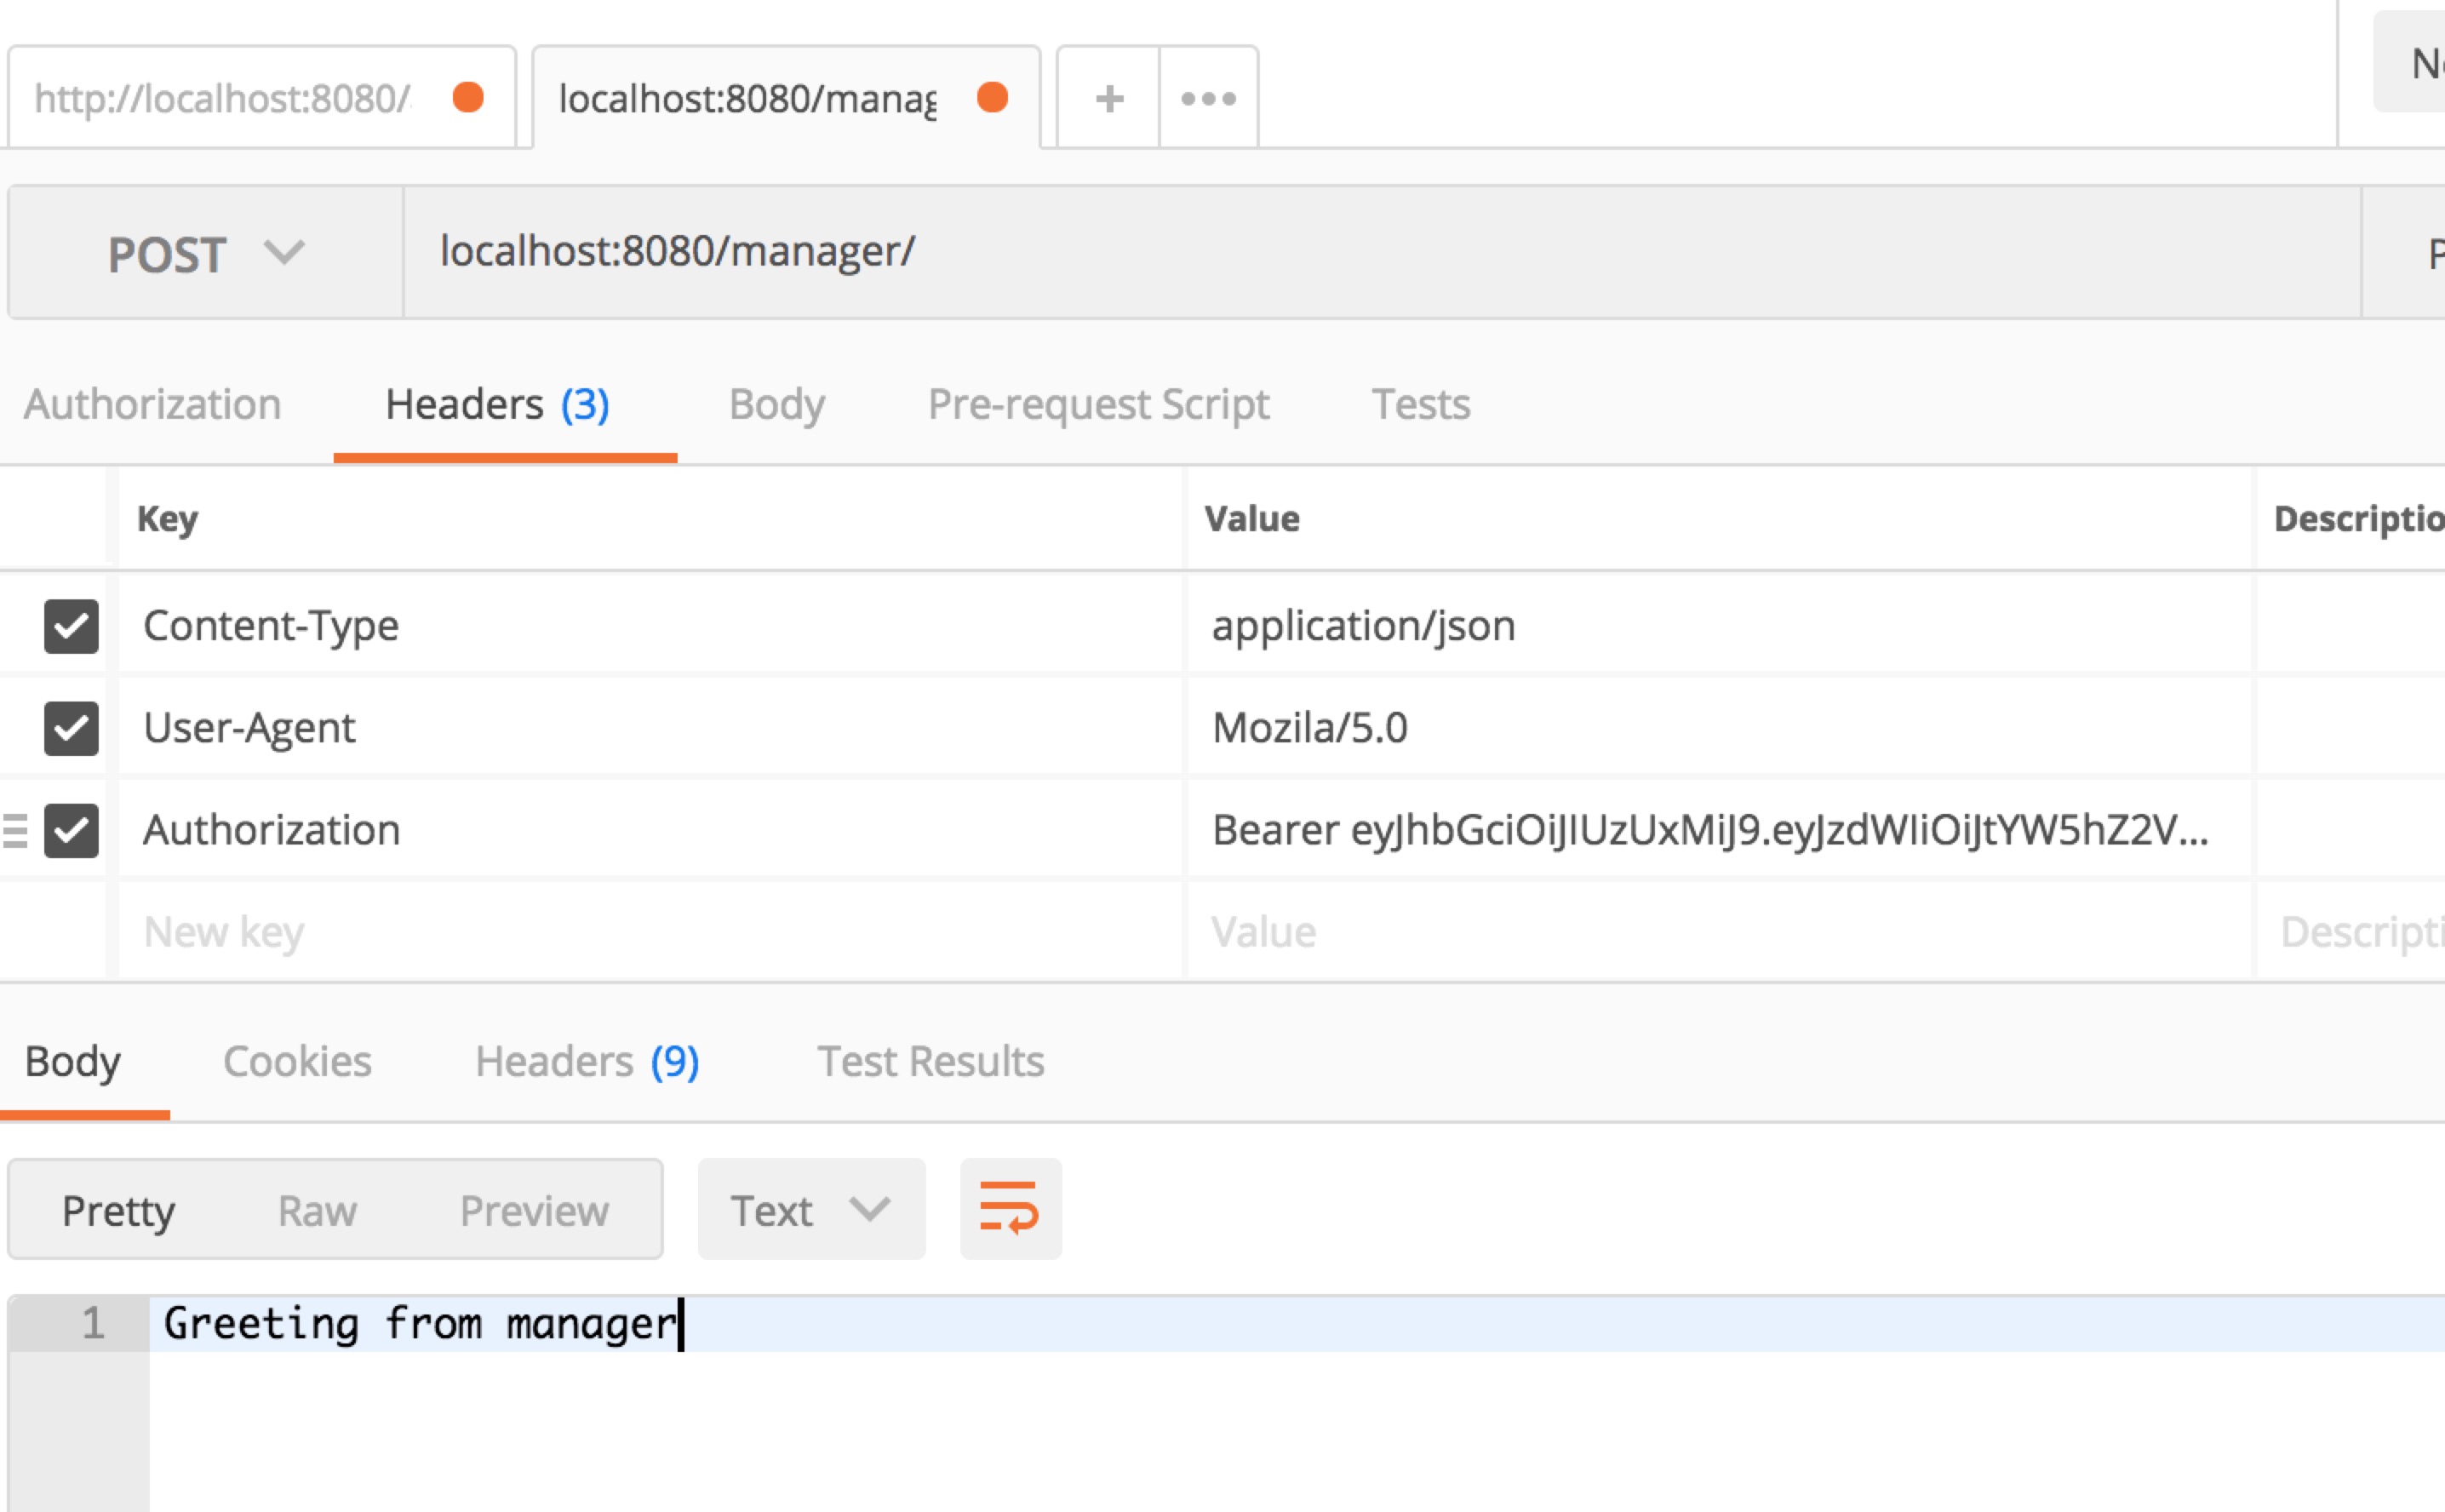 http://localhost:8080/
localhost:8080/manag
POST localhost:8080/manager/
Authorization Headers (3) Body Pre-request Script Tests
Key Value Descriptio
Content-Type application/json
User-Agent Mozila/5.0
Authorization Bearer eyJhbGciOiJIUzUxMiJ9.eyJzdWIiOiJtYW5hZ2V...
New key Value Descripti
Body Cookies Headers (9) Test Results
Pretty Raw Preview Text
1 Greeting from manager